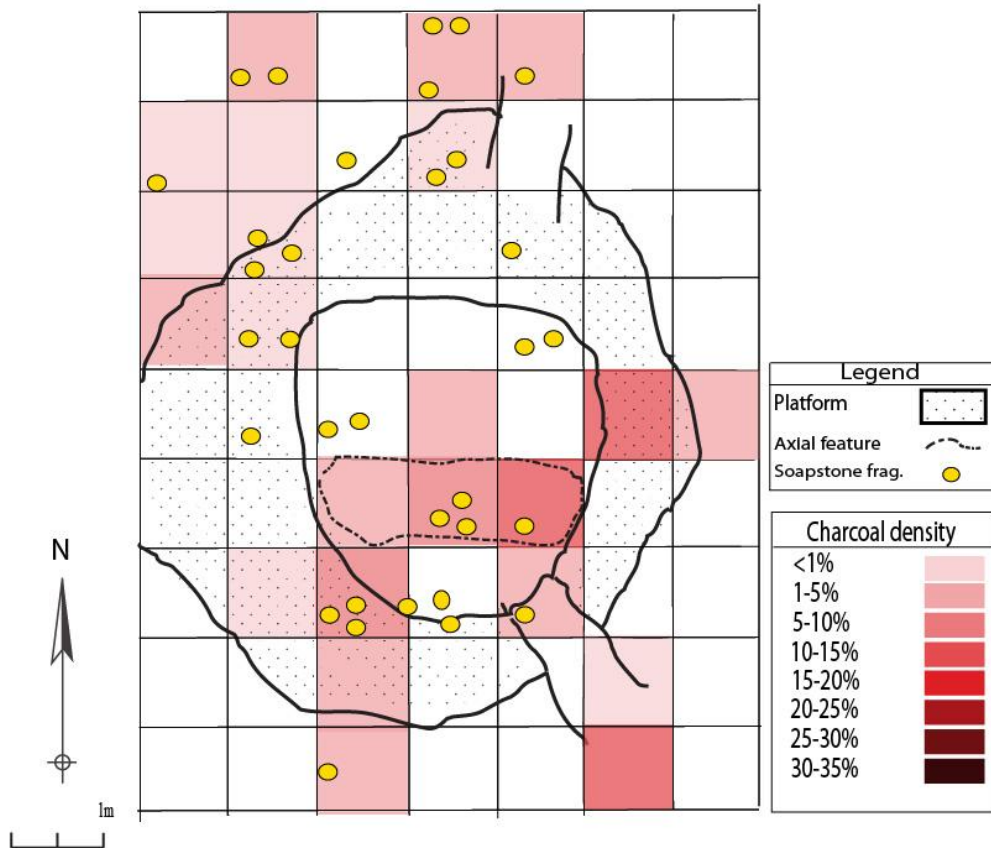 Legend
Platform
Axial feature
Soapstone frag.
N
Charcoal density
<1%
1-5%
5-10%
10-15%
15-20%
20-25%
25-30%
30-35%
1m